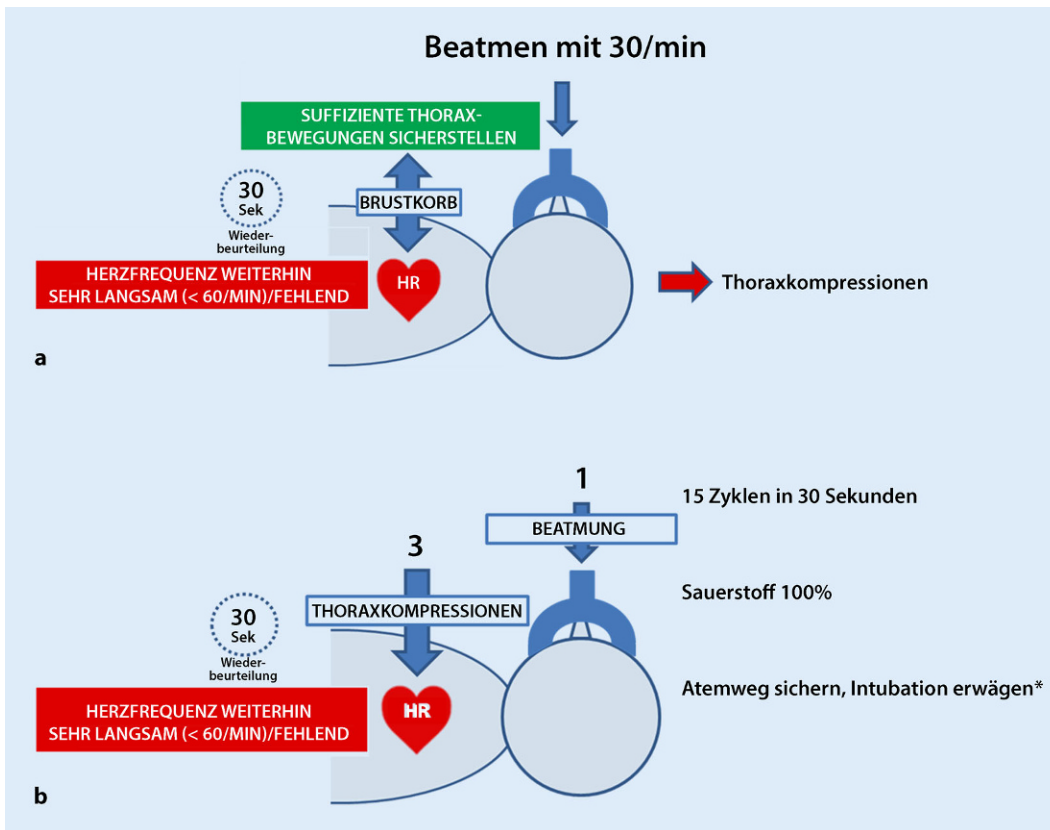 Beatmen mit 30/min
SUFFIZIENTE THORAX-
BEWEGUNGEN SICHERSTELLEN
30
Sek
Wieder-
beurteilung
BRUSTKORB
HERZFREQUENZ WEITERHIN
SEHR LANGSAM (< 60/MIN)/FEHLEND
HR
Thoraxkompressionen
a
1
15 Zyklen in 30 Sekunden
BEATMUNG
3
Sauerstoff 100%
THORAXKOMPRESSIONEN
30
Sek
Wieder-
beurteilung
Atemweg sichern, Intubation erwägen*
HERZFREQUENZ WEITERHIN
SEHR LANGSAM (< 60/MIN)/FEHLEND
HR
b